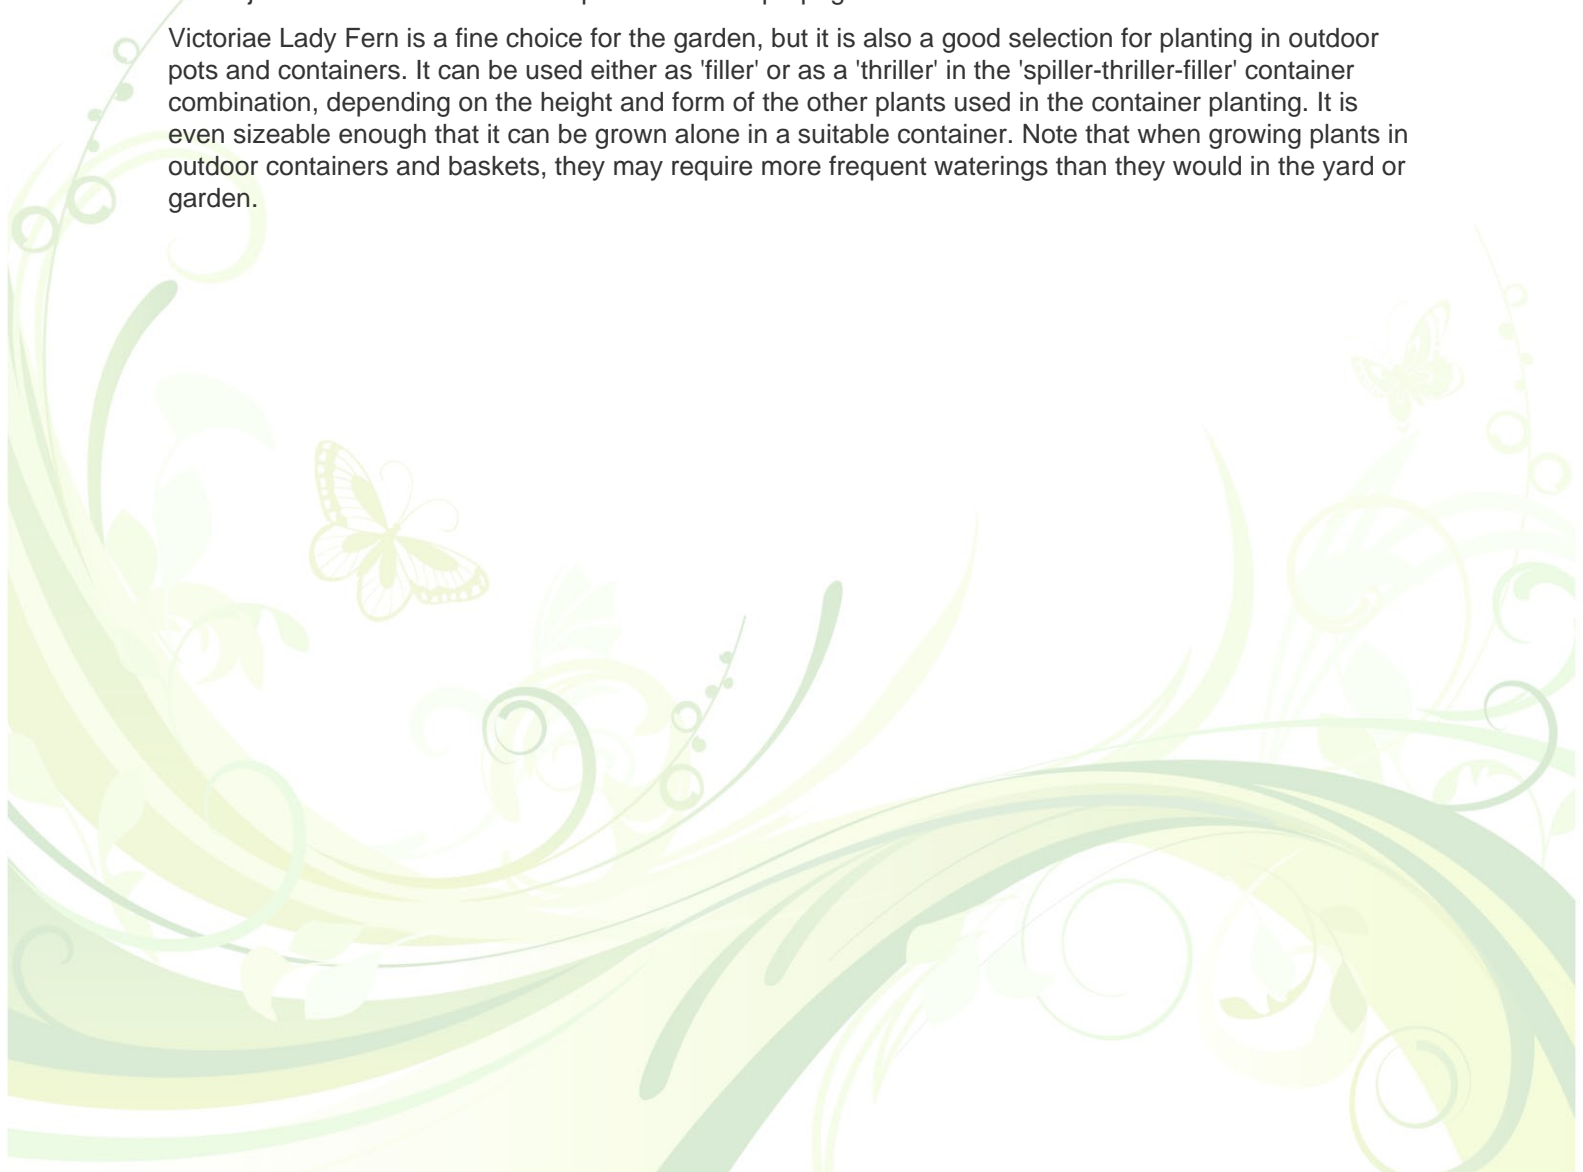 Victoriae Lady Fern is a fine choice for the garden, but it is also a good selection for planting in outdoor
pots and containers. It can be used either as 'filler' or as a 'thriller' in the 'spiller-thriller-filler' container
combination, depending on the height and form of the other plants used in the container planting. It is
even sizeable enough that it can be grown alone in a suitable container. Note that when growing plants in
outdoor containers and baskets, they may require more frequent waterings than they would in the yard or
garden.